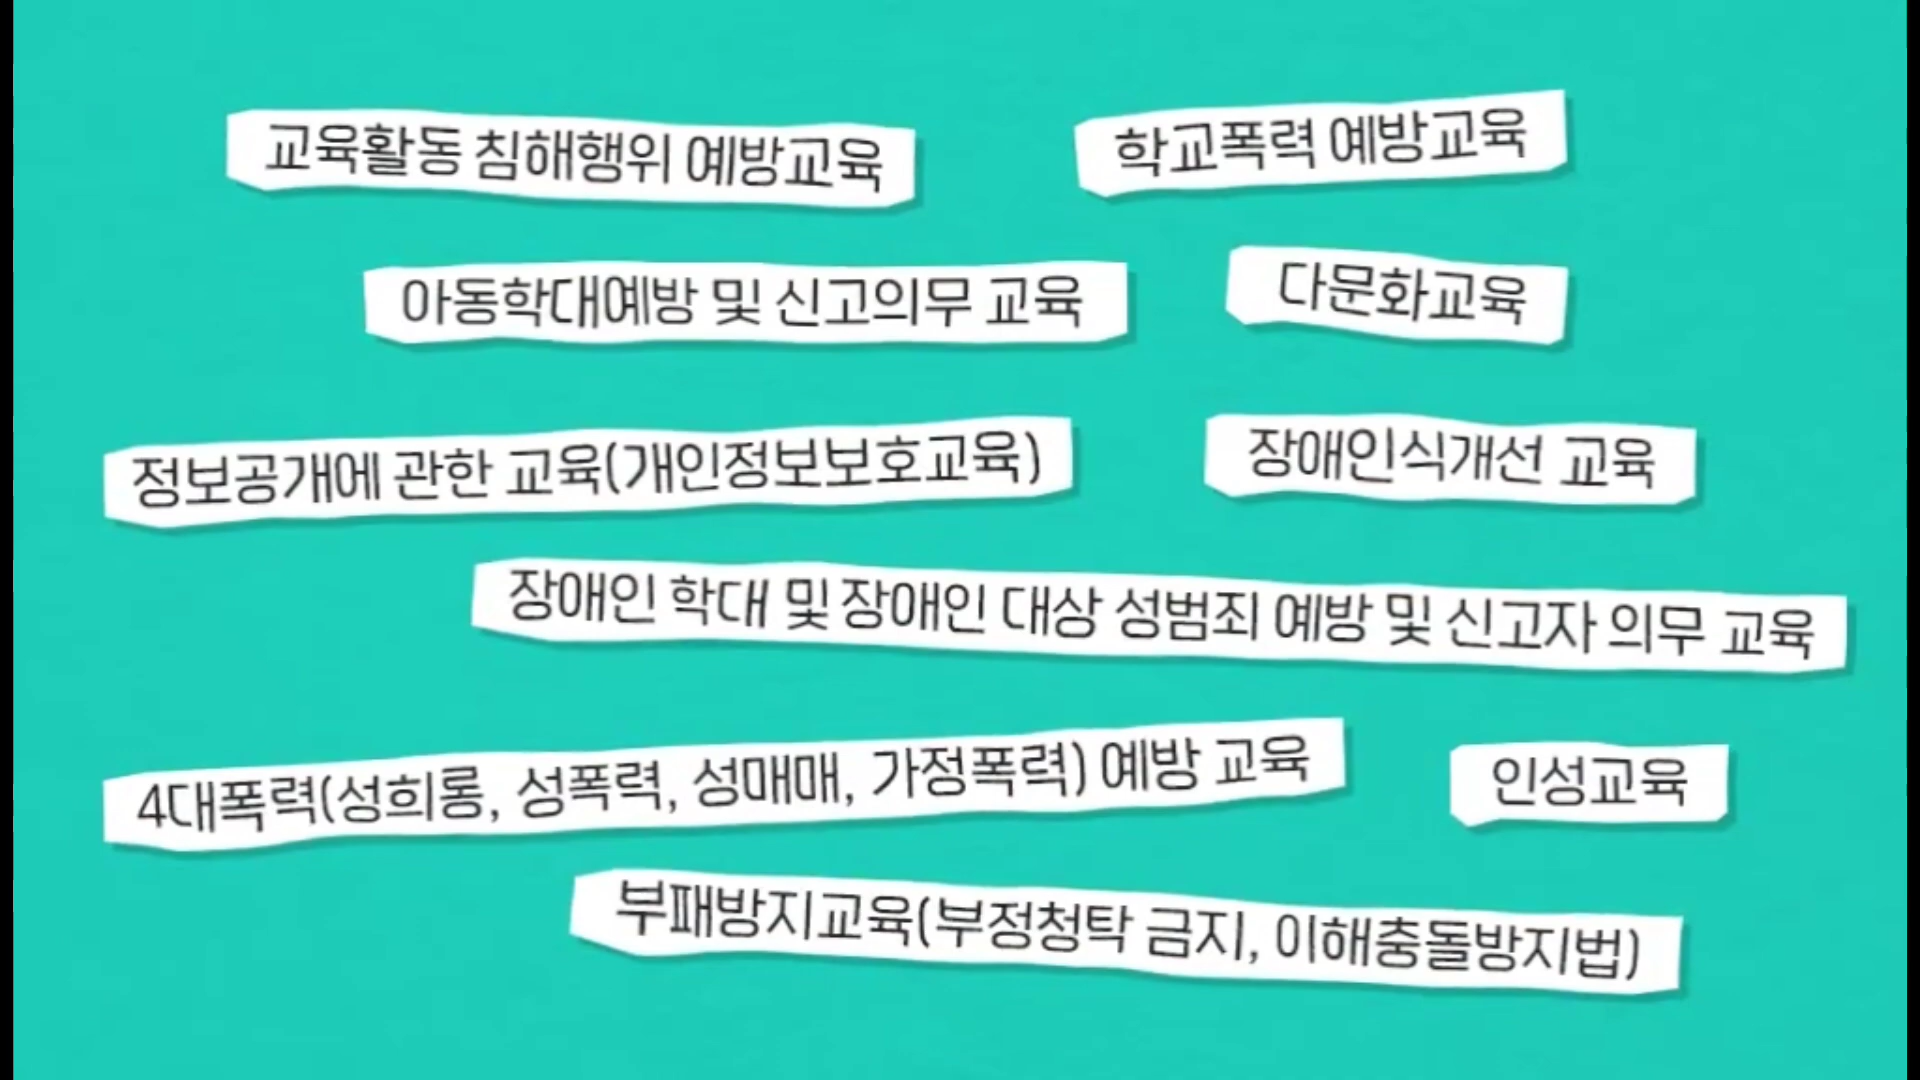 교육활동 침해행위 예방교육
학교폭력 예방교육
아동학대예방 및 신고의무 교육
다문화교육
정보공개에 관한 교육(개인정보보호교육)
장애인식개선 교육
장애인 학대 및 장애인 대상 성범죄 예방 및 신고자 의무 교육
4대폭력(성희롱, 성폭력, 성매매, 가정폭력) 예방 교육
인성교육
부패방지교육(부정청탁 금지, 이해충돌방지법)